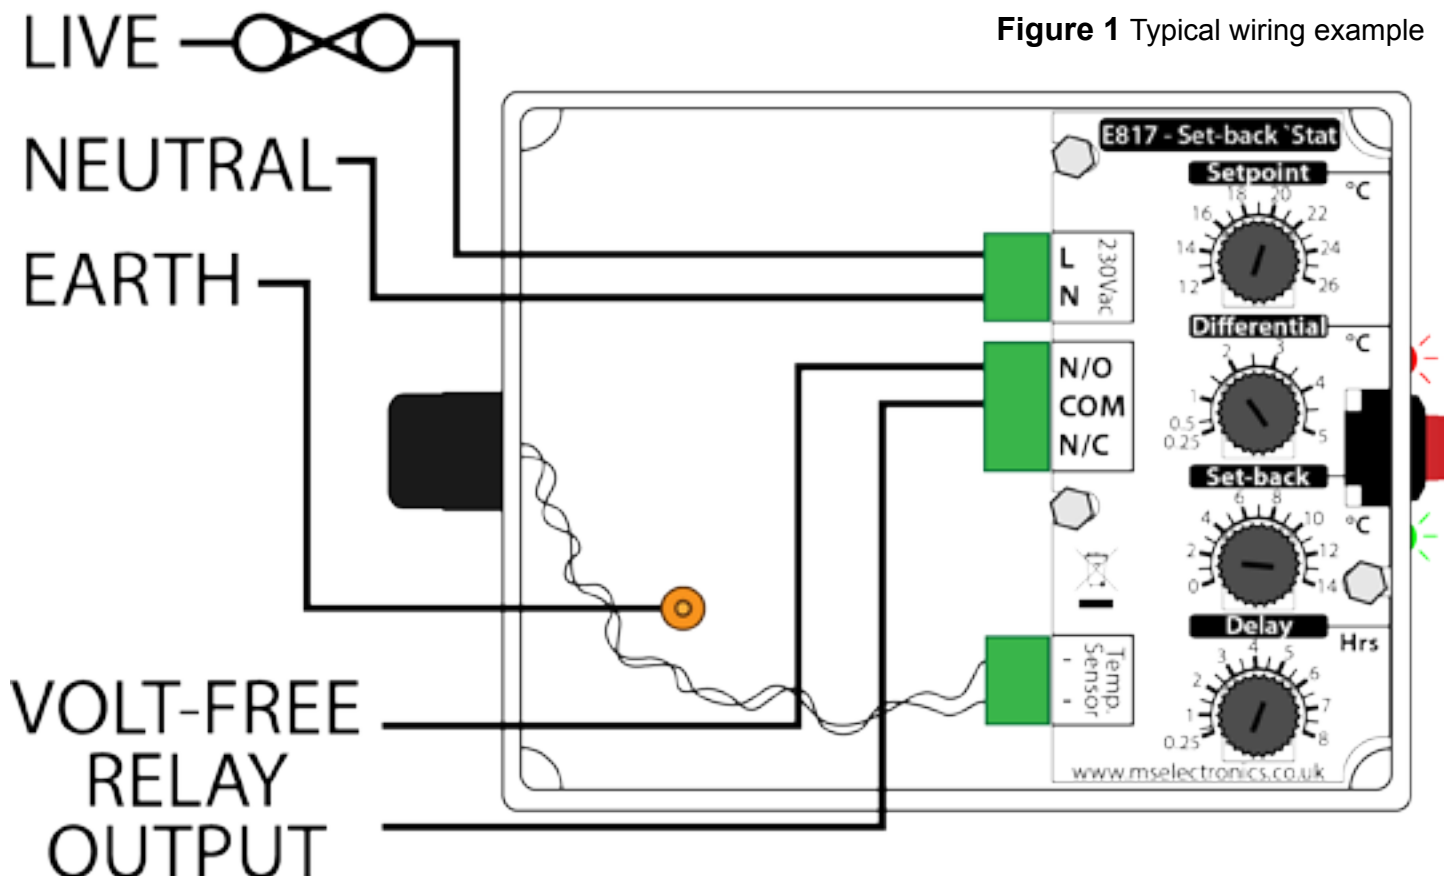 Figure 1 Typical wiring example
LIVE
NEUTRAL
EARTH
VOLT-FREE
RELAY
OUTPUT
E817 - Set-back `Stat
L
N
230Vac
N/O
COM
N/C
Temp.
Sensor
-
-
Setpoint
°C
12 14 16 18 20 22 24 26
Differential
°C
0.25 0.5 1 2 3 4 5
Set-back
°C
0 2 4 6 8 10 12 14
Delay
Hrs
0.25 1 2 3 4 5 6 7 8
www.mselectronics.co.uk